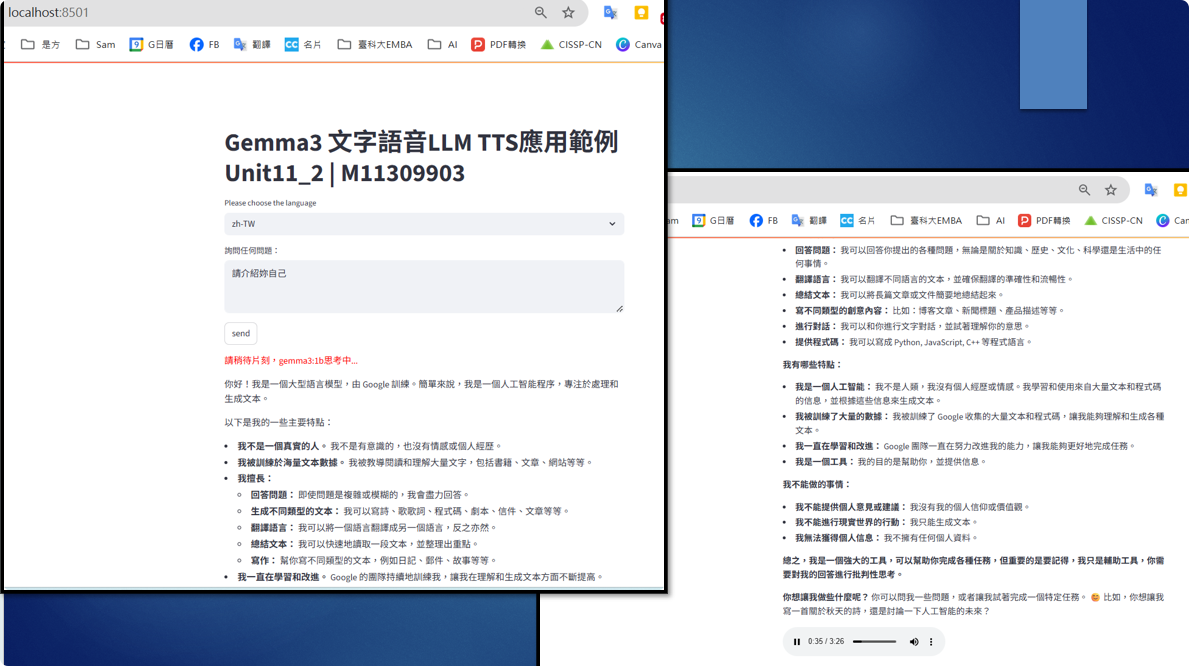 localhost:8501
是方 Sam G日曆 FB 翻譯 名片 臺科大EMBA AI PDF轉換 CISSP-CN Canva
Gemma3 文字語音LLM TTS應用範例
Unit11_2 | M11309903
Please choose the language
zh-TW
詢問任何問題：
請介紹妳自己
send
請稍待片刻，gemma3:1b思考中...
你好！我是一個大型語言模型，由 Google 訓練。簡單來說，我是一個人工智能程序，專注於處理和
生成文本。
以下是我的一些主要特點：
我不是一個真實的人。 我不是有意識的，也沒有情感或個人經歷。
我被訓練於海量文本數據。 我被教導閱讀和理解大量文字，包括書籍、文章、網站等等。
我擅長：
回答問題： 即使問題是複雜或模糊的，我會盡力回答。
生成不同類型的文本： 我可以寫詩、歌歌詞、程式碼、劇本、信件、文章等等。
翻譯語言： 我可以將一個語言翻譯成另一個語言，反之亦然。
總結文本： 我可以快速地讀取一段文本，並整理出重點。
寫作： 幫你寫不同類型的文本，例如日記、郵件、故事等等。
我一直在學習和改進。 Google 的團隊持續地訓練我，讓我在理解和生成文本方面不斷提高。
am G日曆 FB 翻譯 CC 名片 臺科大EMBA AI PDF轉換 CISSP-CN Can
回答問題： 我可以回答你提出的各種問題，無論是關於知識、歷史、文化、科學還是生活中的任
何事情。
翻譯語言： 我可以翻譯不同語言的文本，並確保翻譯的準確性和流暢性。
總結文本： 我可以將長篇文章或文件簡要地總結起來。
寫不同類型的創意內容： 比如：博客文章、新聞標題、產品描述等等。
進行對話： 我可以和你進行文字對話，並試著理解你的意思。
提供程式碼： 我可以寫成 Python, JavaScript, C++ 等程式語言。
我有哪些特點：
我是一個人工智能： 我不是人類，我沒有個人經歷或情感。我學習和使用來自大量文本和程式碼
的信息，並根據這些信息來生成文本。
我被訓練了大量的數據： 我被訓練了 Google 收集的大量文本和程式碼，讓我能夠理解和生成各種
文本。
我一直在學習和改進： Google 團隊一直在努力改進我的能力，讓我能夠更好地完成任務。
我是一個工具： 我的目的是幫助你，並提供信息。
我不能做的事情：
我不能提供個人意見或建議： 我沒有我的個人信仰或價值觀。
我不能進行現實世界的行動： 我只能生成文本。
我無法獲得個人信息： 我不擁有任何個人資料。
總之，我是一個強大的工具，可以幫助你完成各種任務，但重要的是要記得，我只是輔助工具，你需
要對我的回答進行批判性思考。
你想讓我做些什麼呢？ 你可以問我一些問題，或者讓我試著完成一個特定任務。 🥰 比如，你想讓我
寫一首關於秋天的詩，還是討論一下人工智能的未來？
0:35 / 3:26